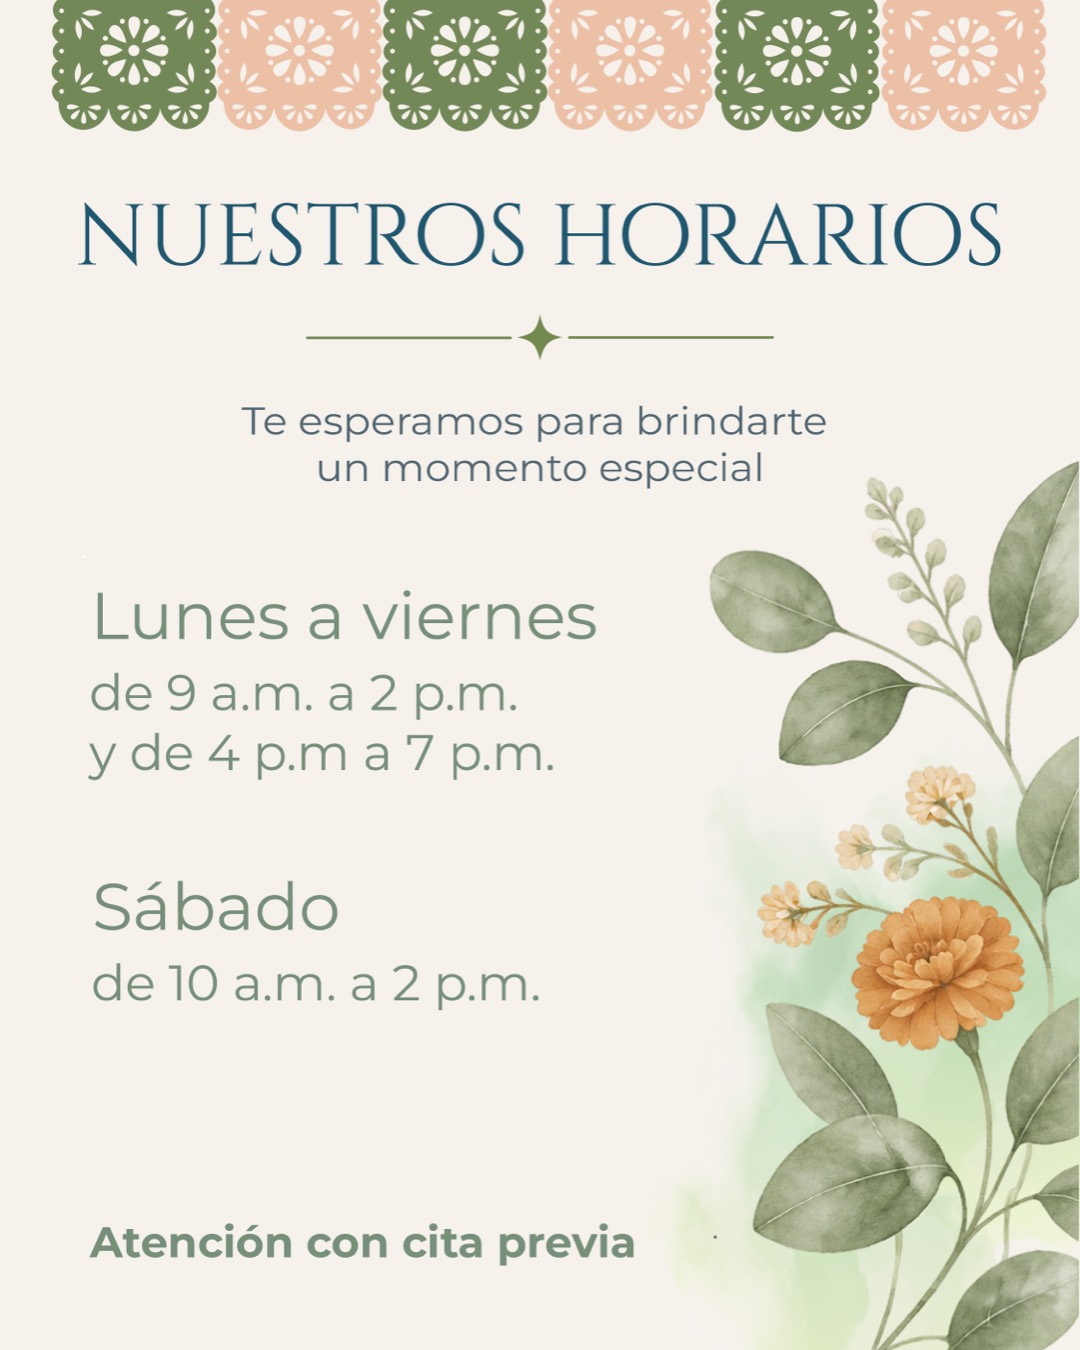 NUESTROS HORARIOS
Te esperamos para brindarte
un momento especial
Lunes a viernes
de 9 a.m. a 2 p.m.
y de 4 p.m a 7 p.m.
Sábado
de 10 a.m. a 2 p.m.
Atención con cita previa